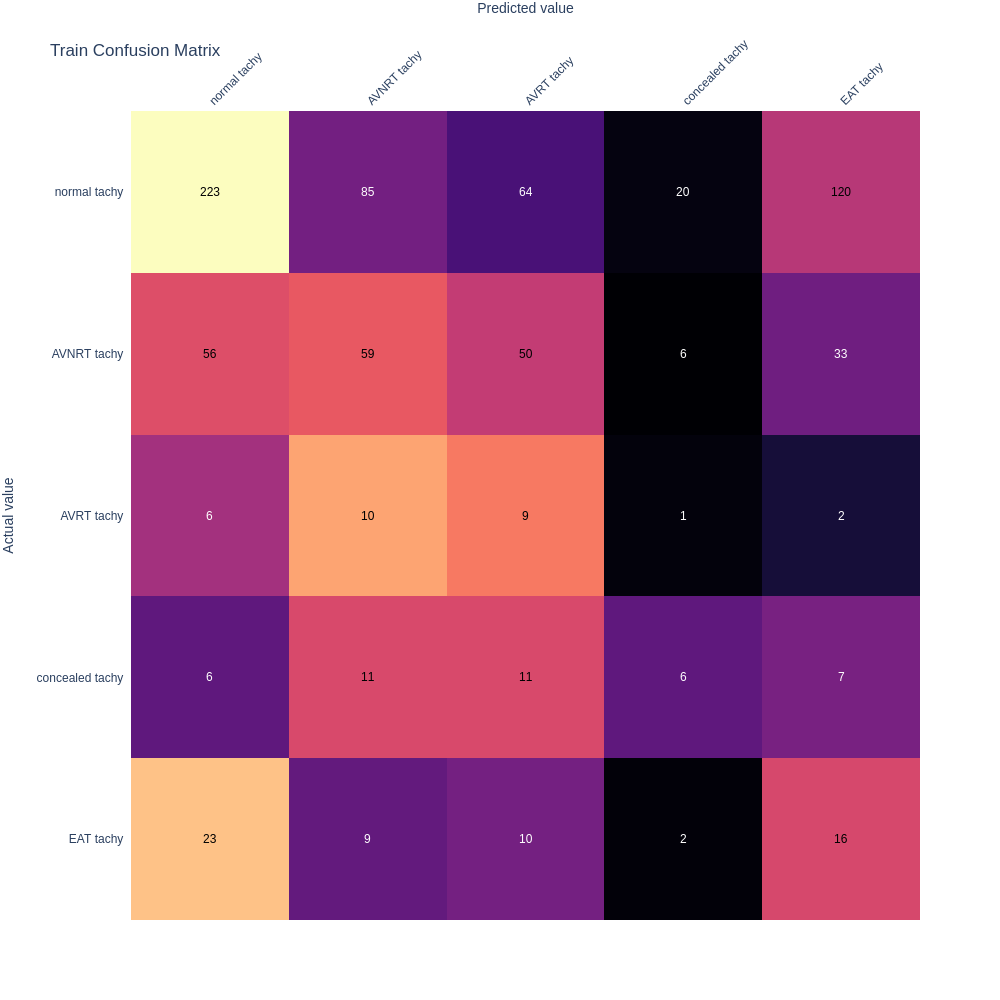 Predicted value
Train Confusion Matrix
normal tachy
AVNRT tachy
AVRT tachy
concealed tachy
EAT tachy
Actual value
normal tachy 223 85 64 20 120
AVNRT tachy 56 59 50 6 33
AVRT tachy 6 10 9 1 2
concealed tachy 6 11 11 6 7
EAT tachy 23 9 10 2 16